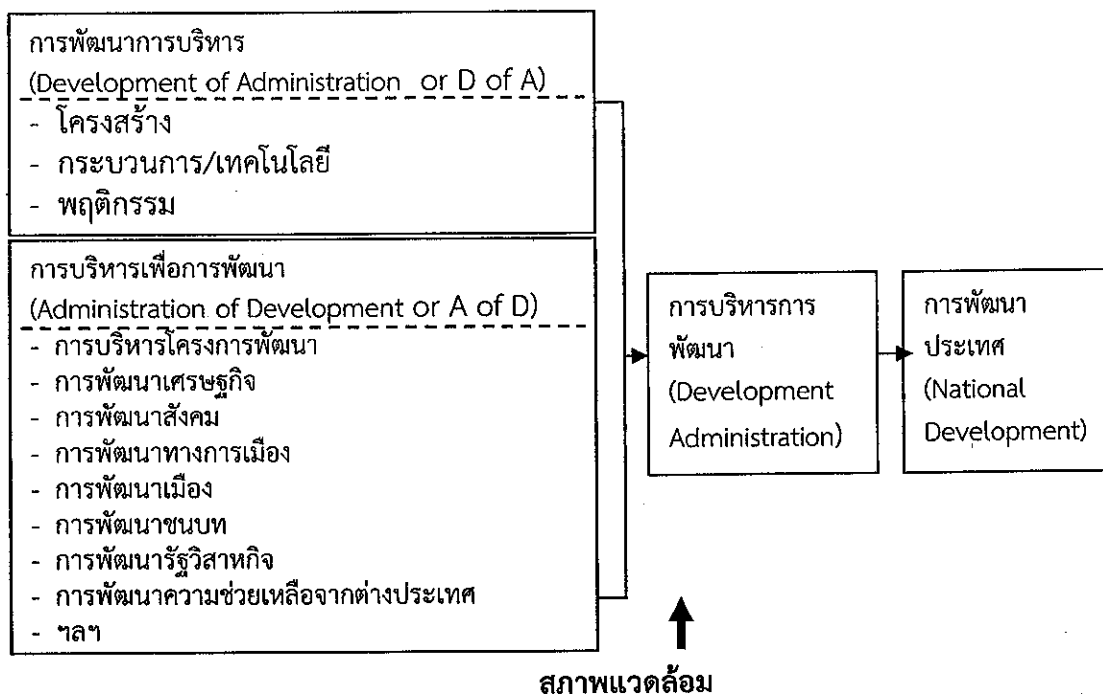 การพัฒนาการบริหาร
(Development of Administration or D of A)
- โครงสร้าง
- กระบวนการ/เทคโนโลยี
- พฤติกรรม
การบริหารเพื่อการพัฒนา
(Administration of Development or A of D)
- การบริหารโครงการพัฒนา
- การพัฒนาเศรษฐกิจ
- การพัฒนาสังคม
- การพัฒนาทางการเมือง
- การพัฒนาเมือง
- การพัฒนาชนบท
- การพัฒนารัฐวิสาหกิจ
- การพัฒนาความช่วยเหลือจากต่างประเทศ
- ฯลฯ
การบริหารการ
พัฒนา
(Development
Administration)
การพัฒนา
ประเทศ
(National
Development)
สภาพแวดล้อม